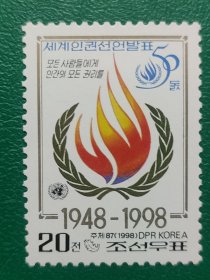 세계인권선언발표
50
돐
모든 사람들에게
인간의 모든 권리를
1948-1998
주체87(1998) DPR KOREA
20전 조선우표